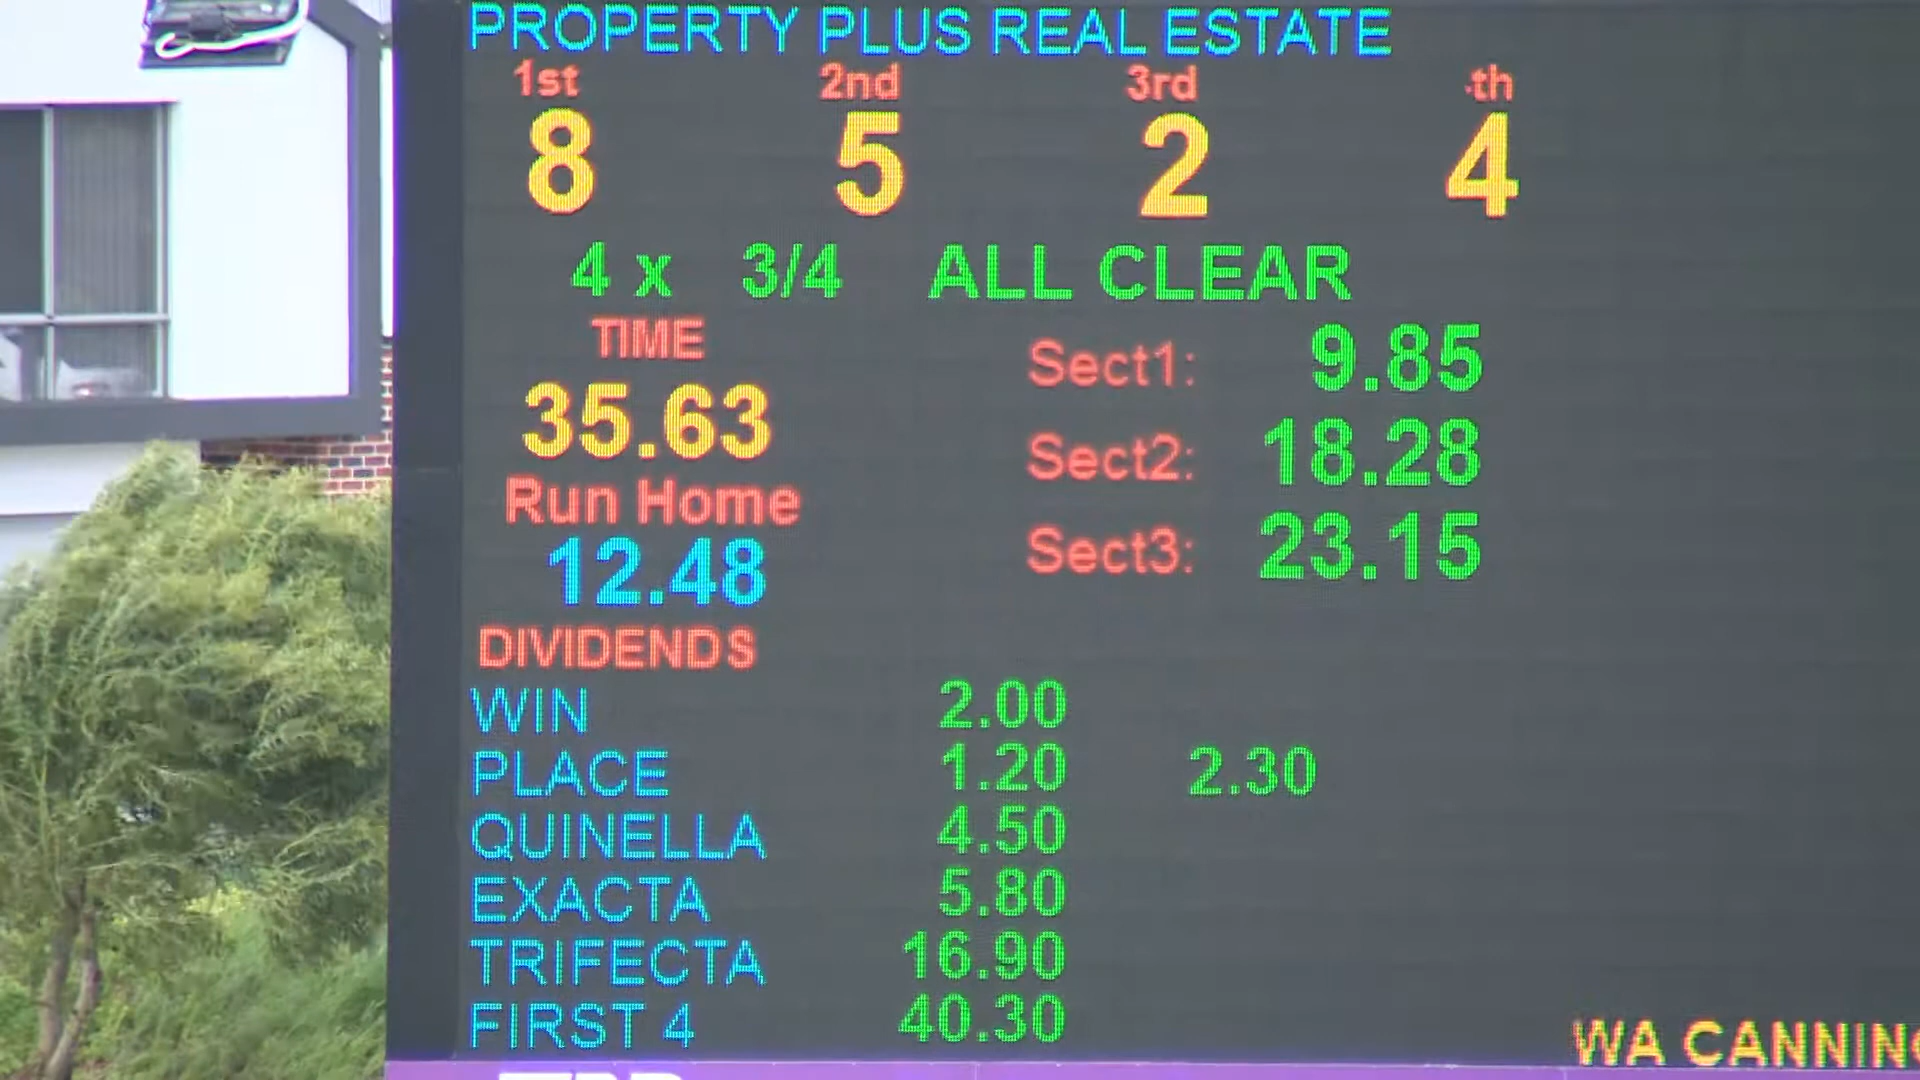 PROPERTY PLUS REAL ESTATE
1st 2nd 3rd th
8 5 2 4
4 x 3/4 ALL CLEAR
TIME
35.63
Run Home
12.48
Sect1: 9.85
Sect2: 18.28
Sect3: 23.15
DIVIDENDS
WIN 2.00
PLACE 1.20 2.30
QUINELLA 4.50
EXACTA 5.80
TRIFECTA 16.90
FIRST 4 40.30
WA CANNING